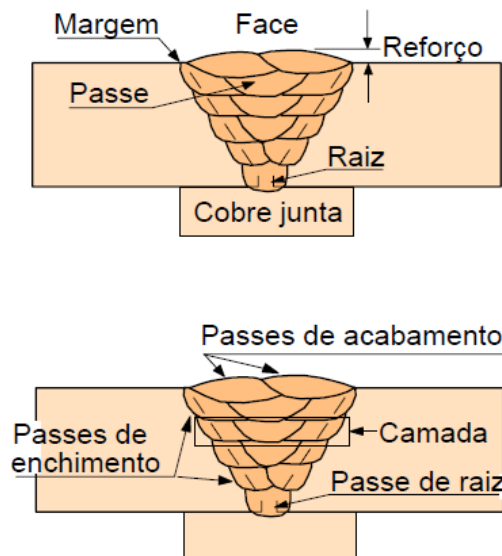 Margem
Face
Reforço
Passe
Raiz
Cobre junta
Passes de acabamento
Passes de
enchimento
Camada
Passe de raiz